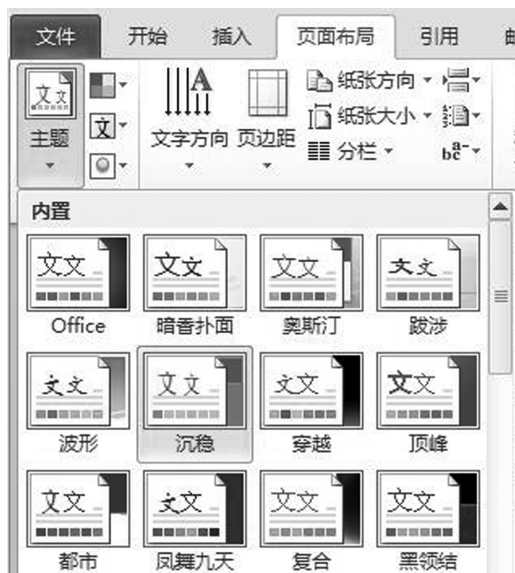 文件 开始 插入 页面布局 引用 邮
文文
主题
文
文字方向
页边距
纸张方向
纸张大小
分栏
bc a-
内置
文文 文文 文文 文文
Office 暗香扑面 奥斯汀 跋涉
文文 文文 文文 文文
波形 沉稳 穿越 顶峰
文文 文文 文文 文文
都市 凤舞九天 复合 黑领结